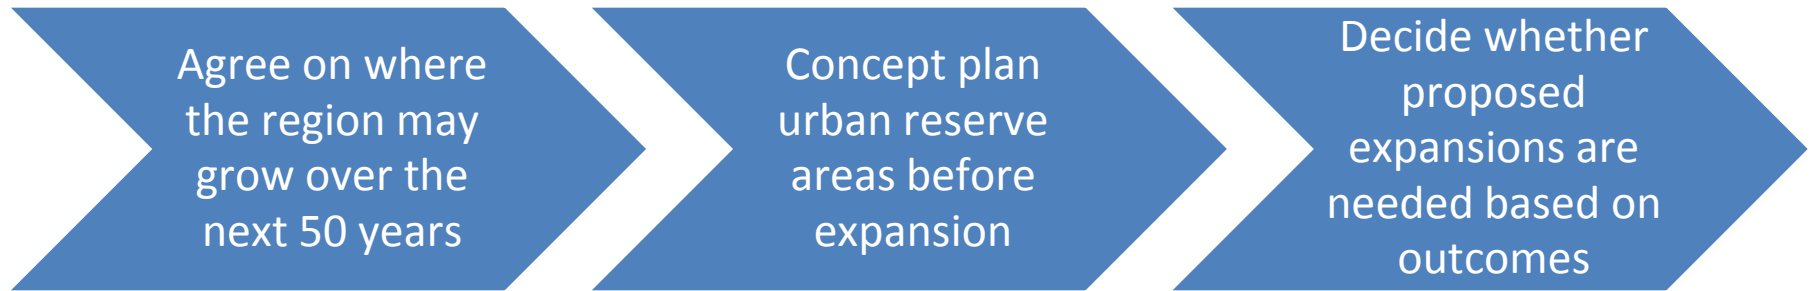 Agree on where
the region may
grow over the
next 50 years
Concept plan
urban reserve
areas before
expansion
Decide whether
proposed
expansions are
needed based on
outcomes